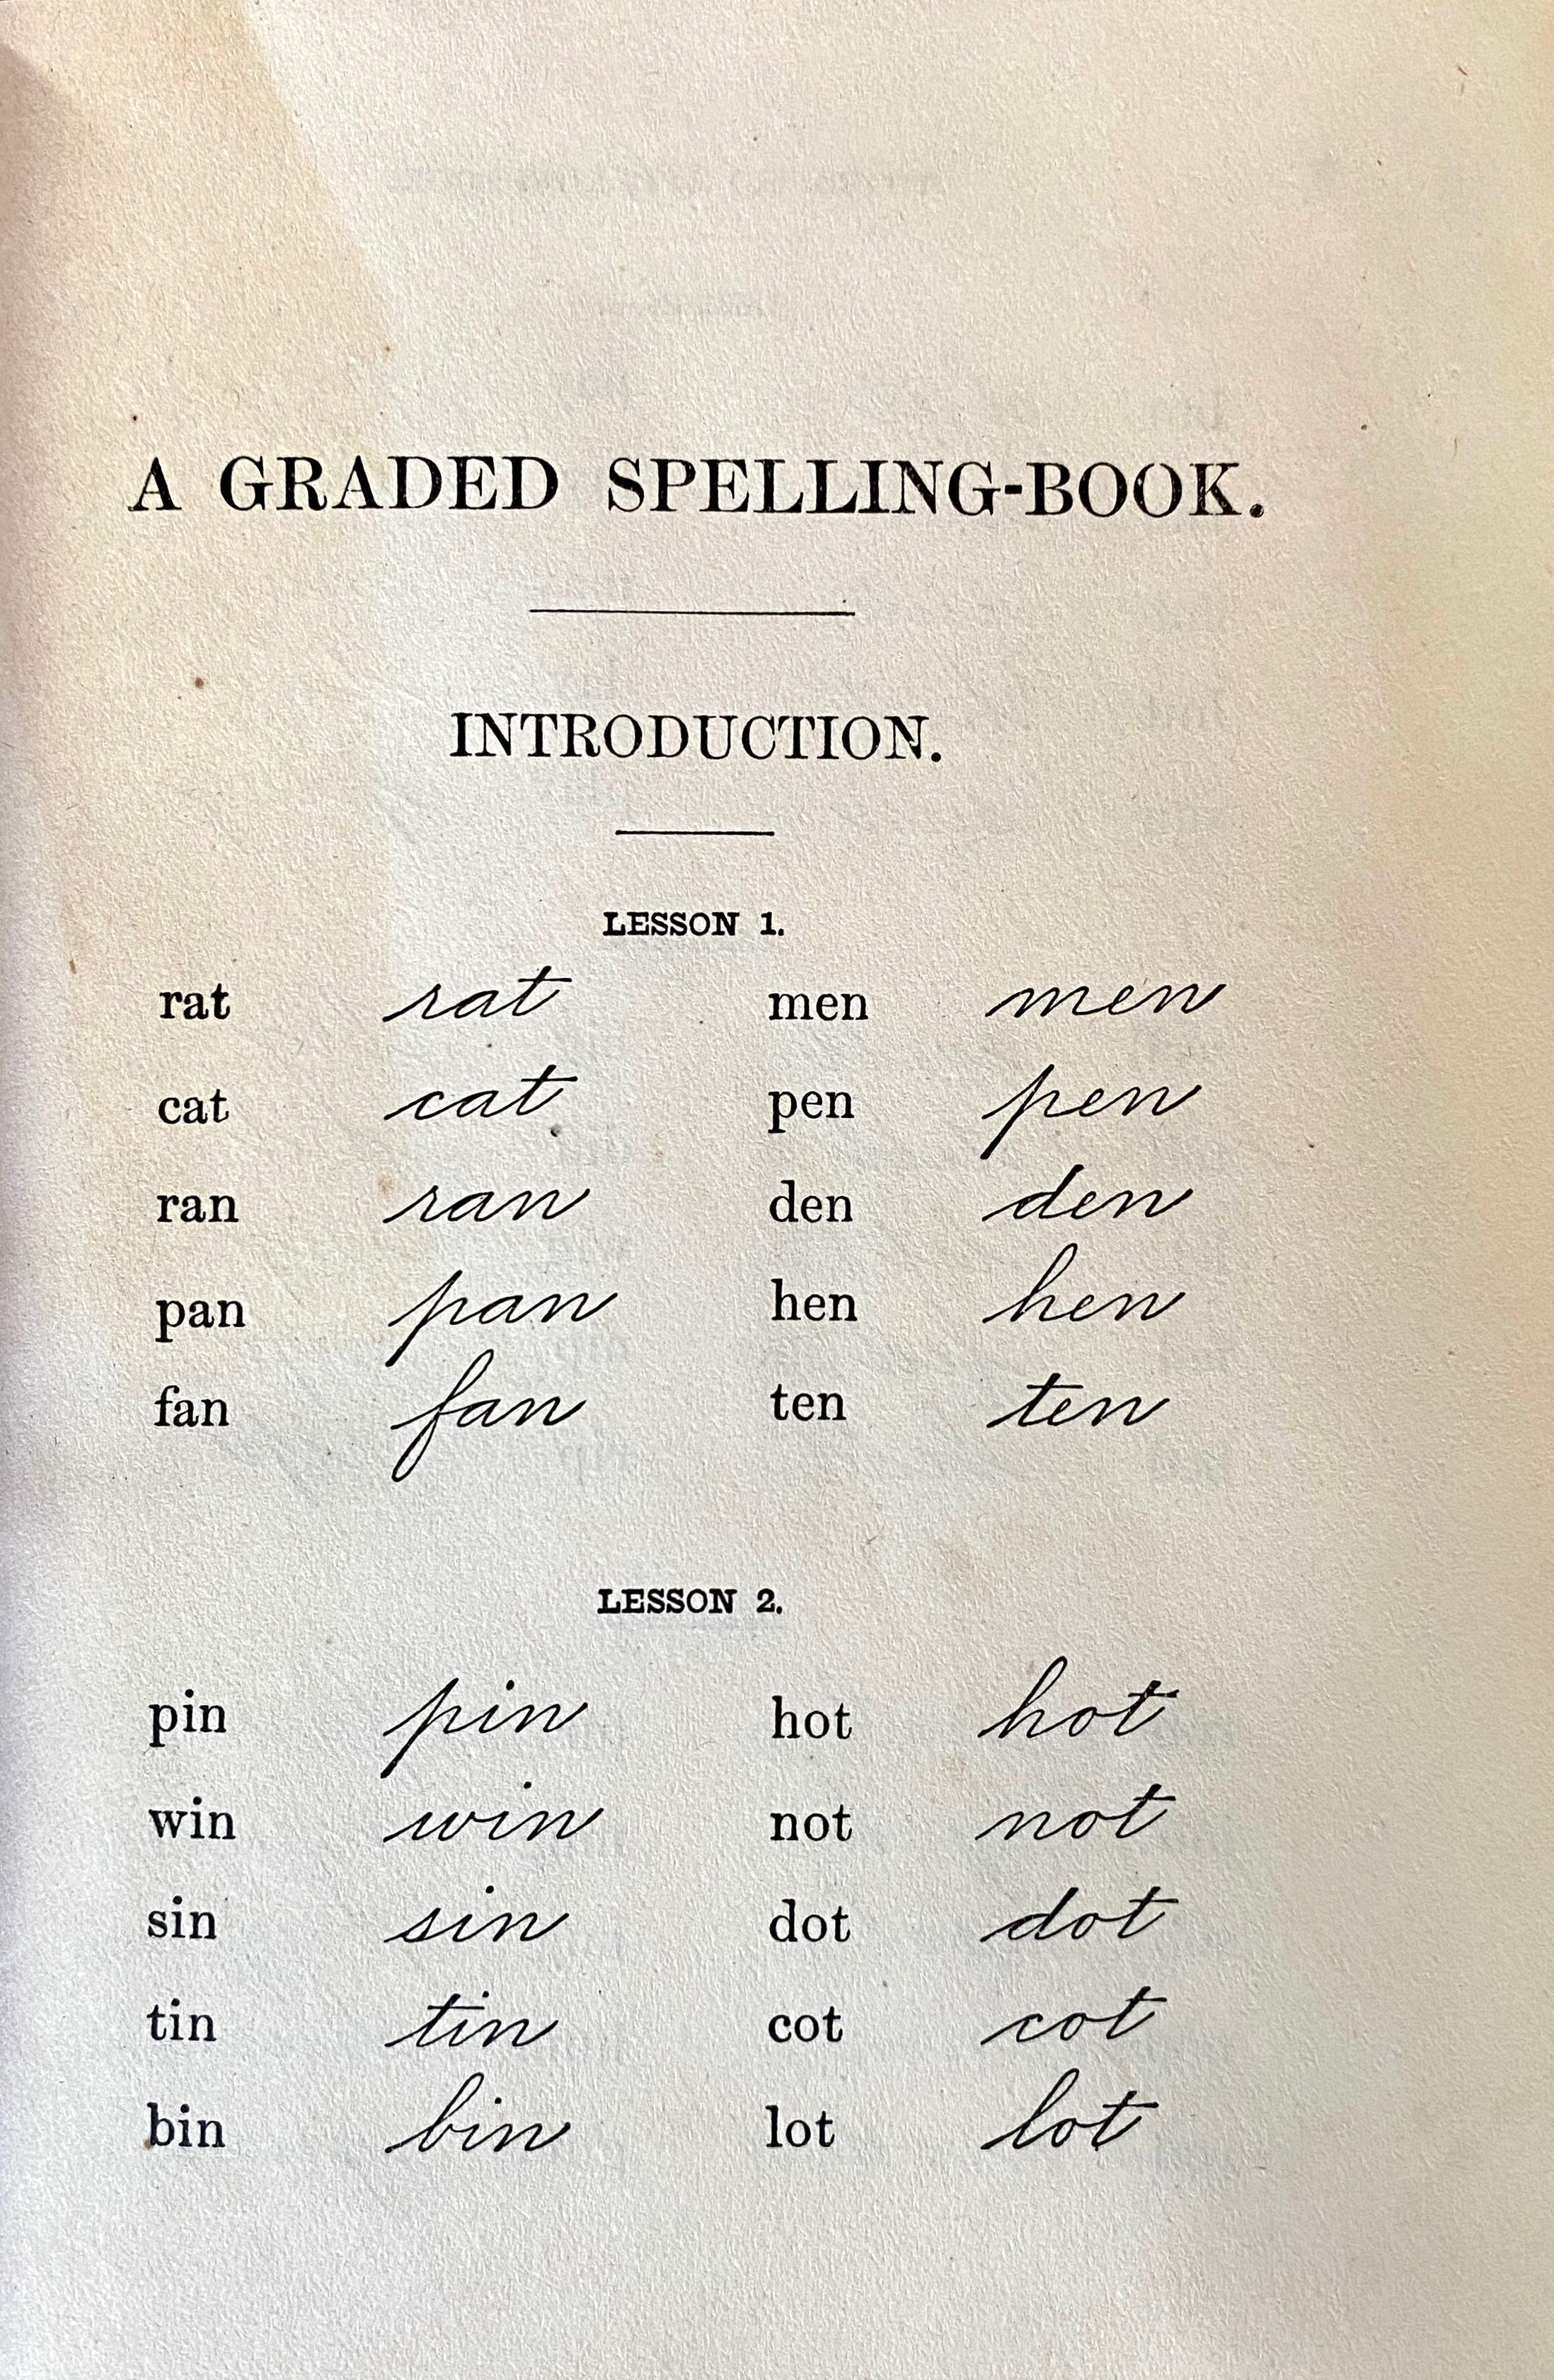 A GRADED SPELLING-BOOK.
INTRODUCTION.
LESSON 1.
rat rat men men
cat cat pen pen
ran ran den den
pan pan hen hen
fan fan ten ten
LESSON 2.
pin pin hot hot
win win not not
sin sin dot dot
tin tin cot cot
bin bin lot lot